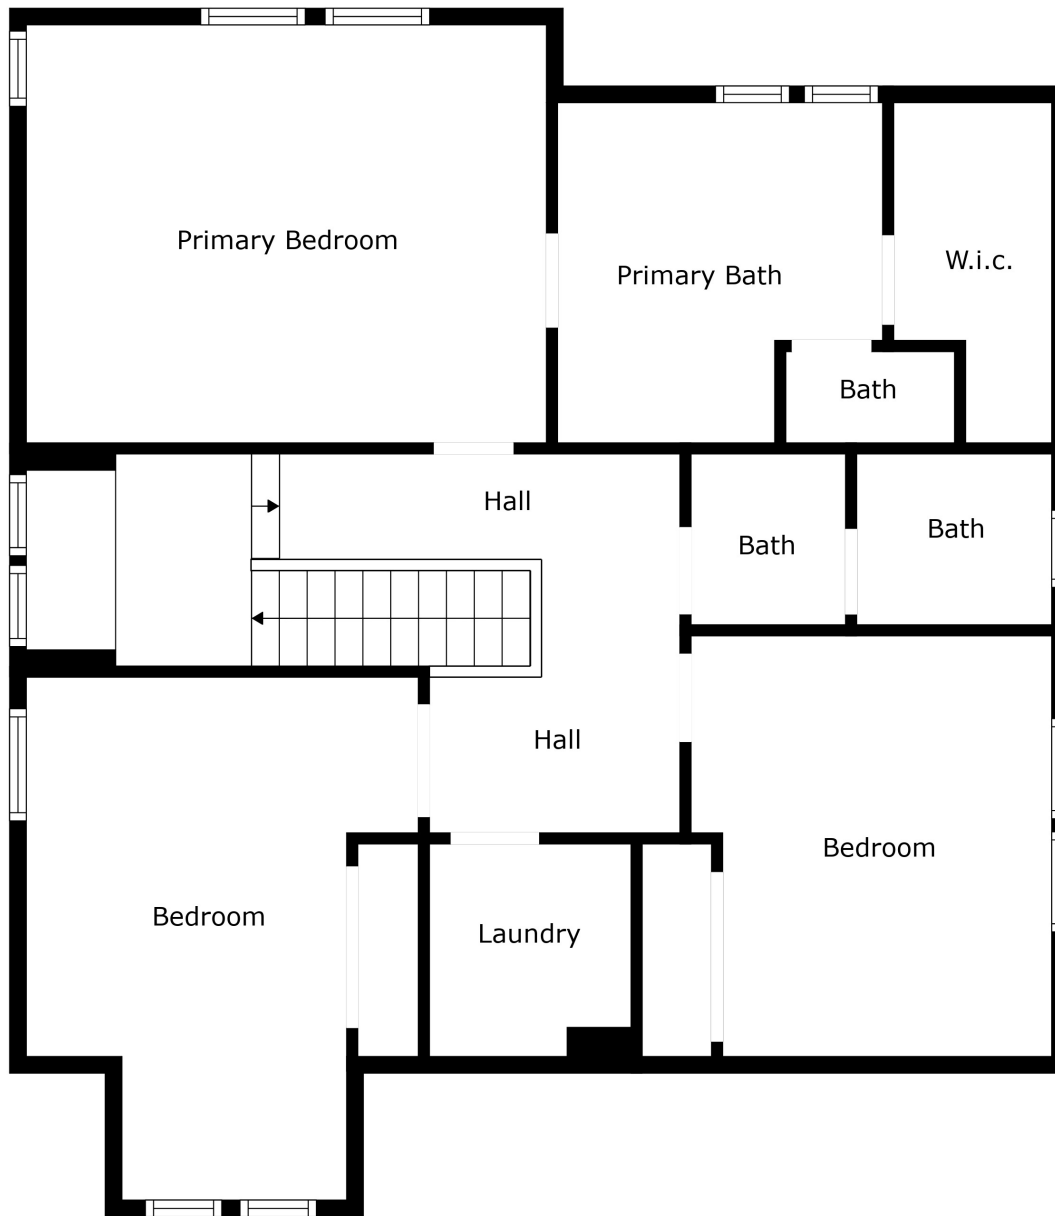 Primary Bedroom
Primary Bath
W.i.c.
Bath
Hall
Bath
Bath
Hall
Bedroom
Bedroom
Laundry